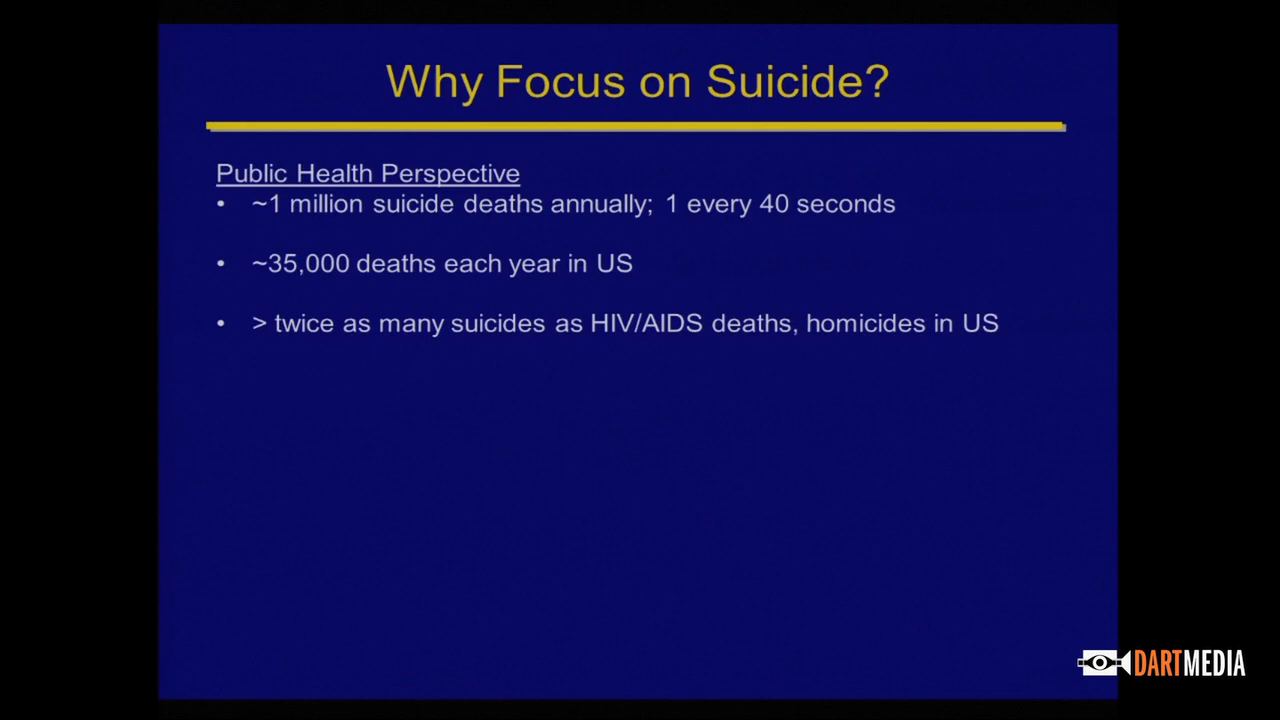 Why Focus on Suicide?
Public Health Perspective
• ~1 million suicide deaths annually; 1 every 40 seconds
• ~35,000 deaths each year in US
• > twice as many suicides as HIV/AIDS deaths, homicides in US
DARTMEDIA